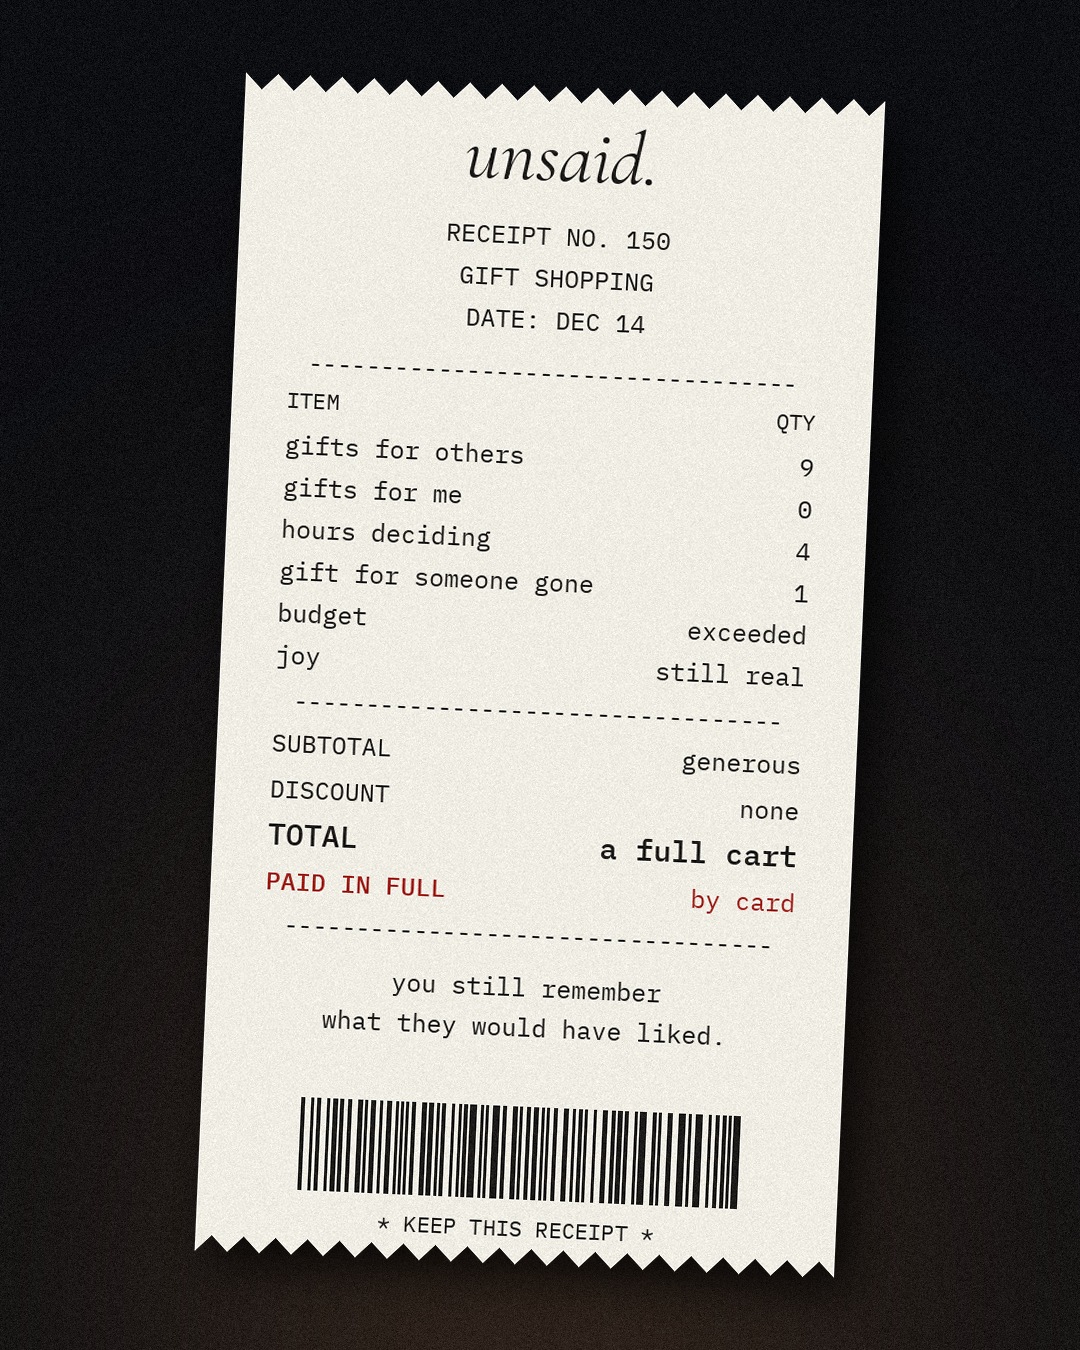 unsaid.
RECEIPT NO. 150
GIFT SHOPPING
DATE: DEC 14
----------------------------------
ITEM QTY
gifts for others 9
gifts for me 0
hours deciding 4
gift for someone gone 1
budget exceeded
joy still real
----------------------------------
SUBTOTAL generous
DISCOUNT none
TOTAL a full cart
PAID IN FULL by card
----------------------------------
you still remember
what they would have liked.
* KEEP THIS RECEIPT *